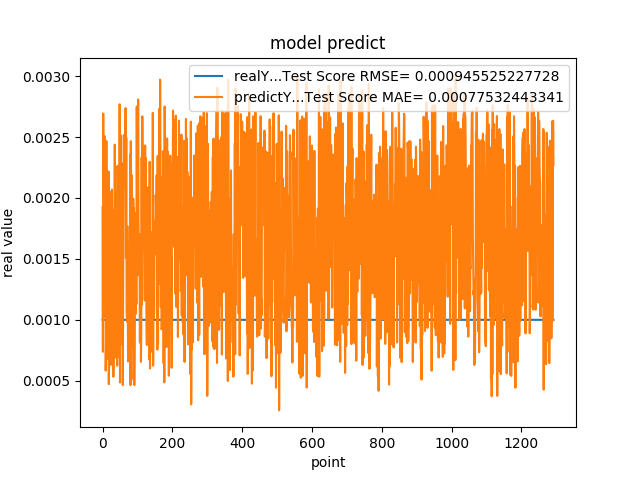 model predict
realY...Test Score RMSE= 0.000945525227728
predictY...Test Score MAE= 0.00077532443341
0.0030
0.0025
0.0020
0.0015
0.0010
0.0005
real value
0 200 400 600 800 1000 1200
point